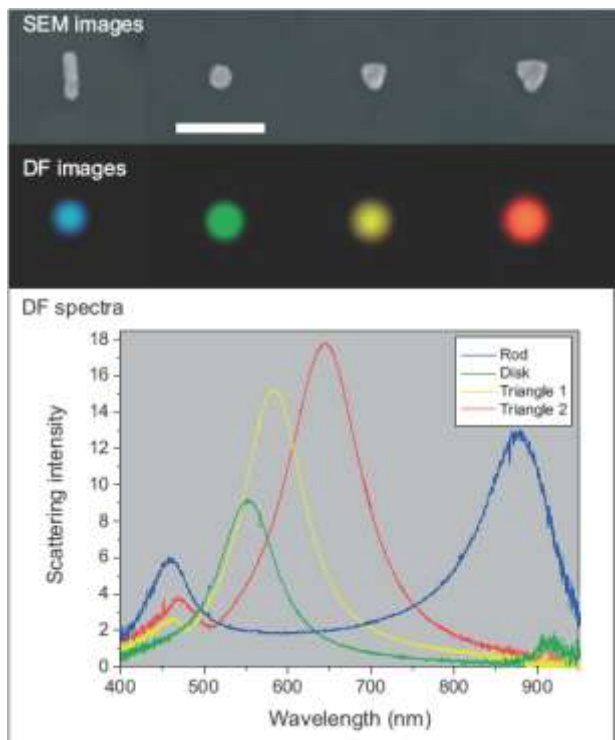 SEM images
DF images
DF spectra
18
16
14
12
10
8
6
4
2
0
Scattering intensity
Rod
Disk
Triangle 1
Triangle 2
400
500
600
700
800
900
Wavelength (nm)